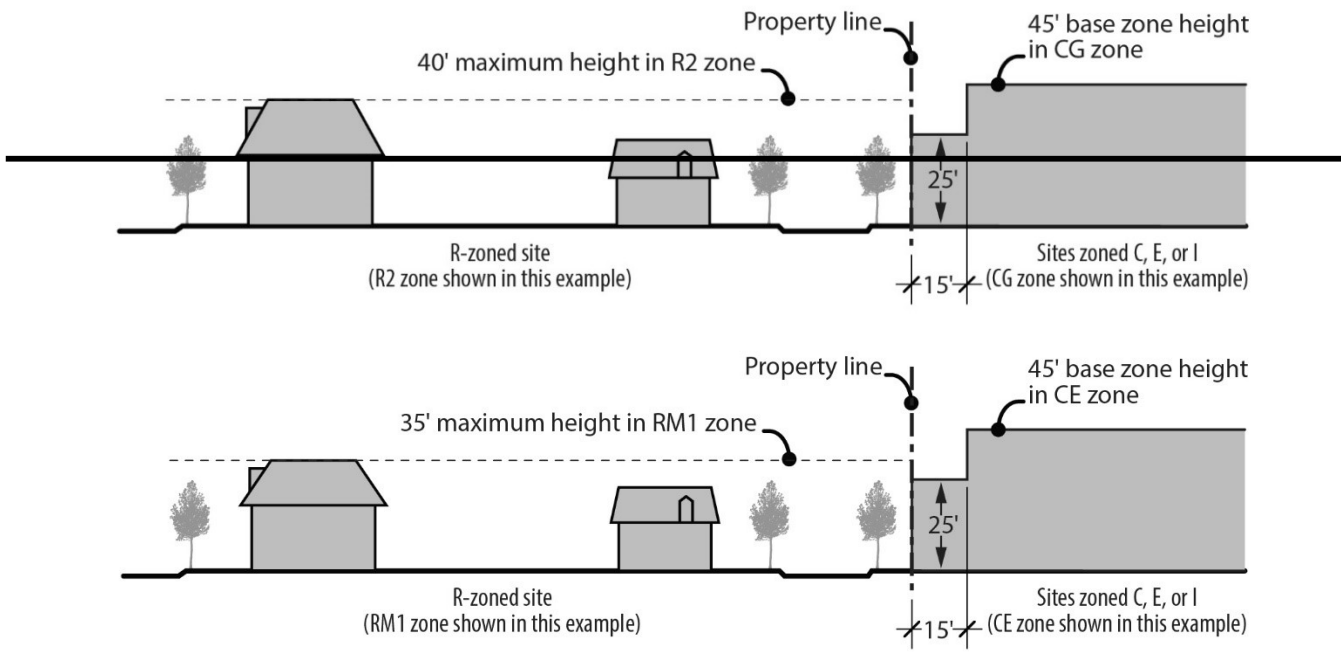 Property line
45' base zone height
in CG zone
40' maximum height in R2 zone
25'
R-zoned site
(R2 zone shown in this example)
Sites zoned C, E, or I
(CG zone shown in this example)
15'
Property line
45' base zone height
in CE zone
35' maximum height in RM1 zone
25'
R-zoned site
(RM1 zone shown in this example)
Sites zoned C, E, or I
(CE zone shown in this example)
15'